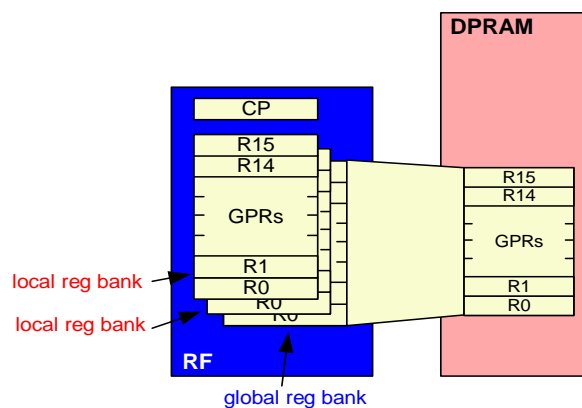 DPRAM
CP
R15
R14
GPRs
R1
R0
R0
R0
R15
R14
GPRs
R1
R0
local reg bank
local reg bank
RF
global reg bank